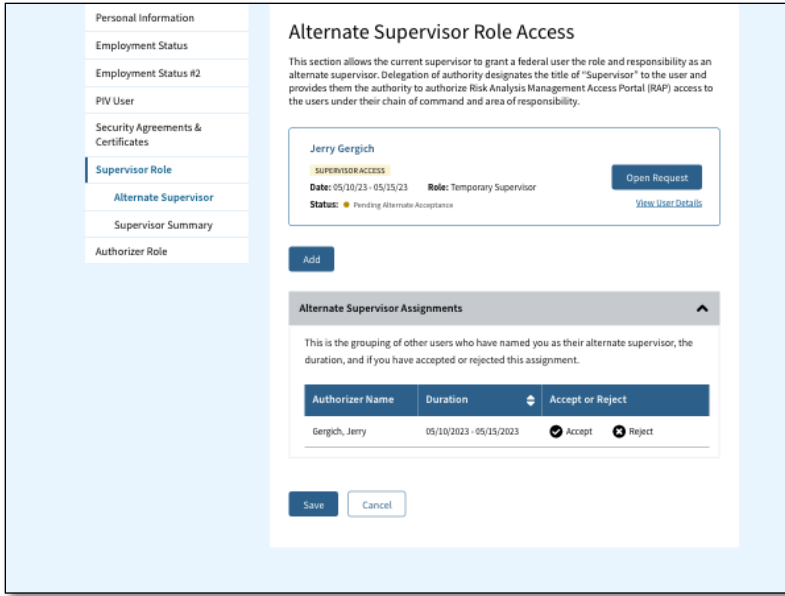 Personal Information
Employment Status
Employment Status #2
PIV User
Security Agreements &
Certificates
Supervisor Role
Alternate Supervisor
Supervisor Summary
Authorizer Role
Alternate Supervisor Role Access
This section allows the current supervisor to grant a federal user the role and responsibility as an
alternate supervisor. Delegation of authority designates the title of “Supervisor” to the user and
provides them the authority to authorize Risk Analysis Management Access Portal (RAP) access to
the users under their chain of command and area of responsibility.
Jerry Gergich
SUPERVISOR ACCESS
Date: 05/10/23 - 05/15/23 Role: Temporary Supervisor
Status: Pending Alternate Acceptance
Open Request
View User Details
Add
Alternate Supervisor Assignments
This is the grouping of other users who have named you as their alternate supervisor, the
duration, and if you have accepted or rejected this assignment.
Authorizer Name Duration Accept or Reject
Gergich, Jerry 05/10/2023 - 05/15/2023 Accept Reject
Save Cancel